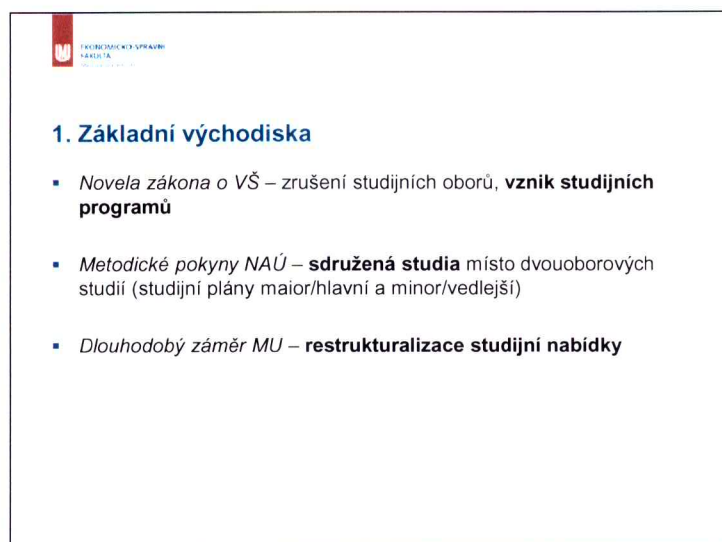 EKONOMICKO-SPRÁVNÍ
FAKULTA
1. Základní východiska
▪ Novela zákona o VŠ – zrušení studijních oborů, vznik studijních
programů
▪ Metodické pokyny NAÚ – sdružená studia místo dvouoborových
studií (studijní plány maior/hlavní a minor/vedlejší)
▪ Dlouhodobý záměr MU – restrukturalizace studijní nabídky